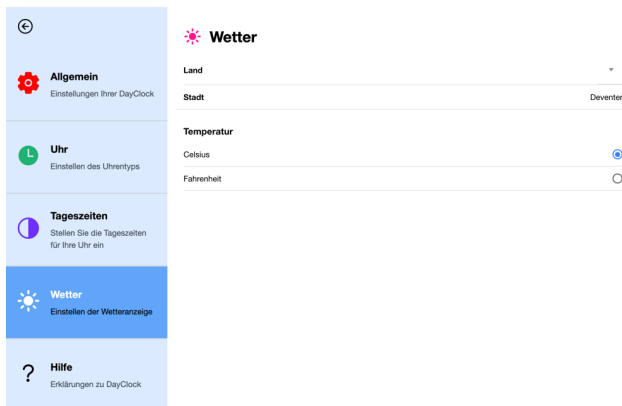 Allgemein
Einstellungen Ihrer DayClock
Uhr
Einstellen des Uhrentyps
Tageszeiten
Stellen Sie die Tageszeiten
für Ihre Uhr ein
Wetter
Einstellen der Wetteranzeige
Hilfe
Erklärungen zu DayClock
Wetter
Land
Stadt Deventer
Temperatur
Celsius
Fahrenheit